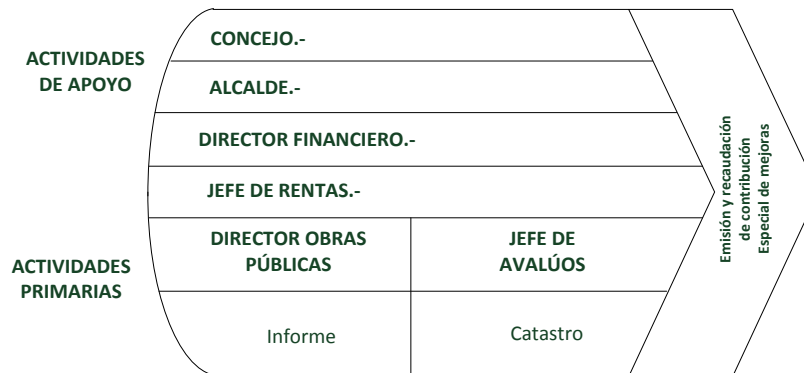 ACTIVIDADES
DE APOYO
CONCEJO.-
ALCALDE.-
DIRECTOR FINANCIERO.-
JEFE DE RENTAS.-
ACTIVIDADES
PRIMARIAS
DIRECTOR OBRAS
PÚBLICAS
JEFE DE
AVALÚOS
Informe
Catastro
Emisión y recaudación
de contribución
Especial de mejoras